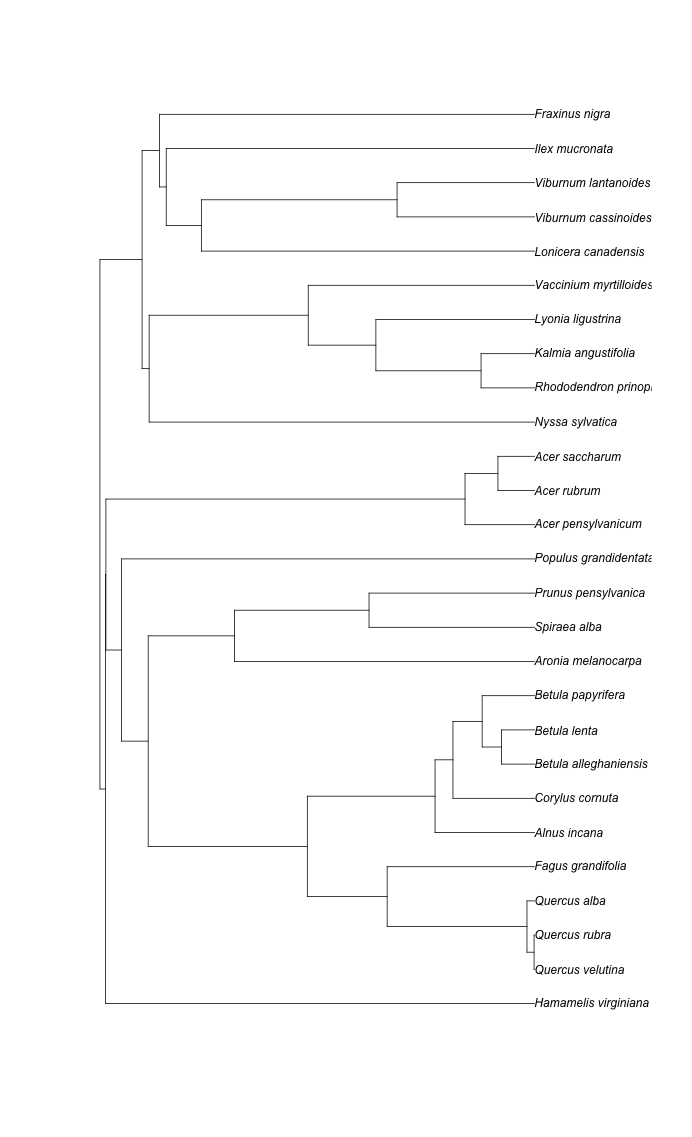 Fraxinus nigra
Ilex mucronata
Viburnum lantanoides
Viburnum cassinoides
Lonicera canadensis
Vaccinium myrtilloides
Lyonia ligustrina
Kalmia angustifolia
Rhododendron prinop
Nyssa sylvatica
Acer saccharum
Acer rubrum
Acer pensylvanicum
Populus grandidentata
Prunus pensylvanica
Spiraea alba
Aronia melanocarpa
Betula papyrifera
Betula lenta
Betula alleghaniensis
Corylus cornuta
Alnus incana
Fagus grandifolia
Quercus alba
Quercus rubra
Quercus velutina
Hamamelis virginiana